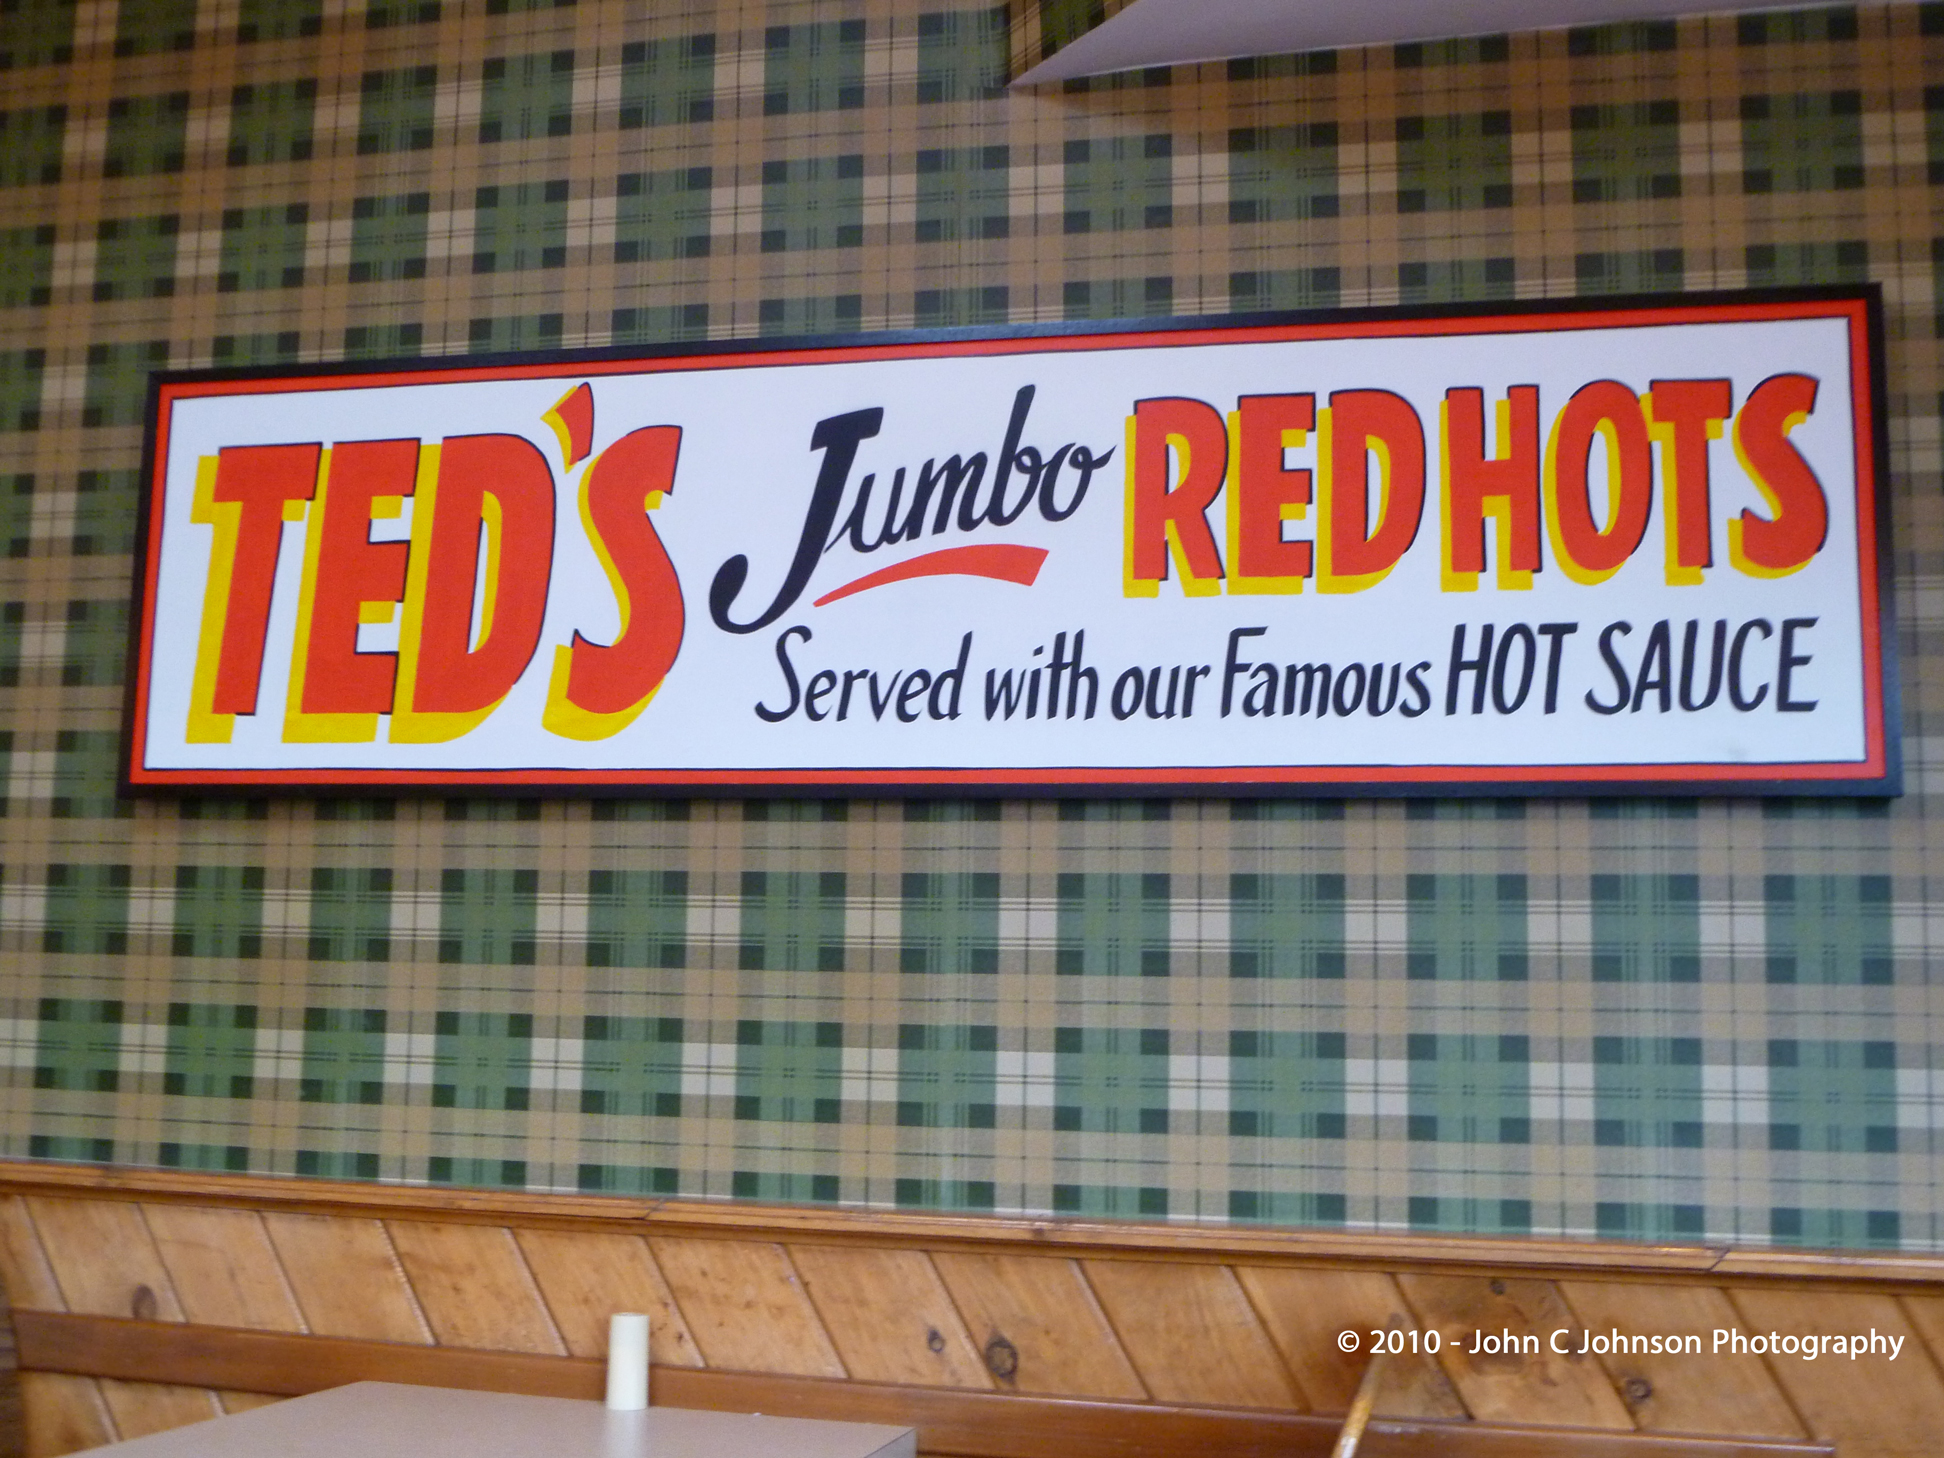 TED'S Jumbo RED HOTS
Served with our Famous HOT SAUCE
© 2010 - John C Johnson Photography